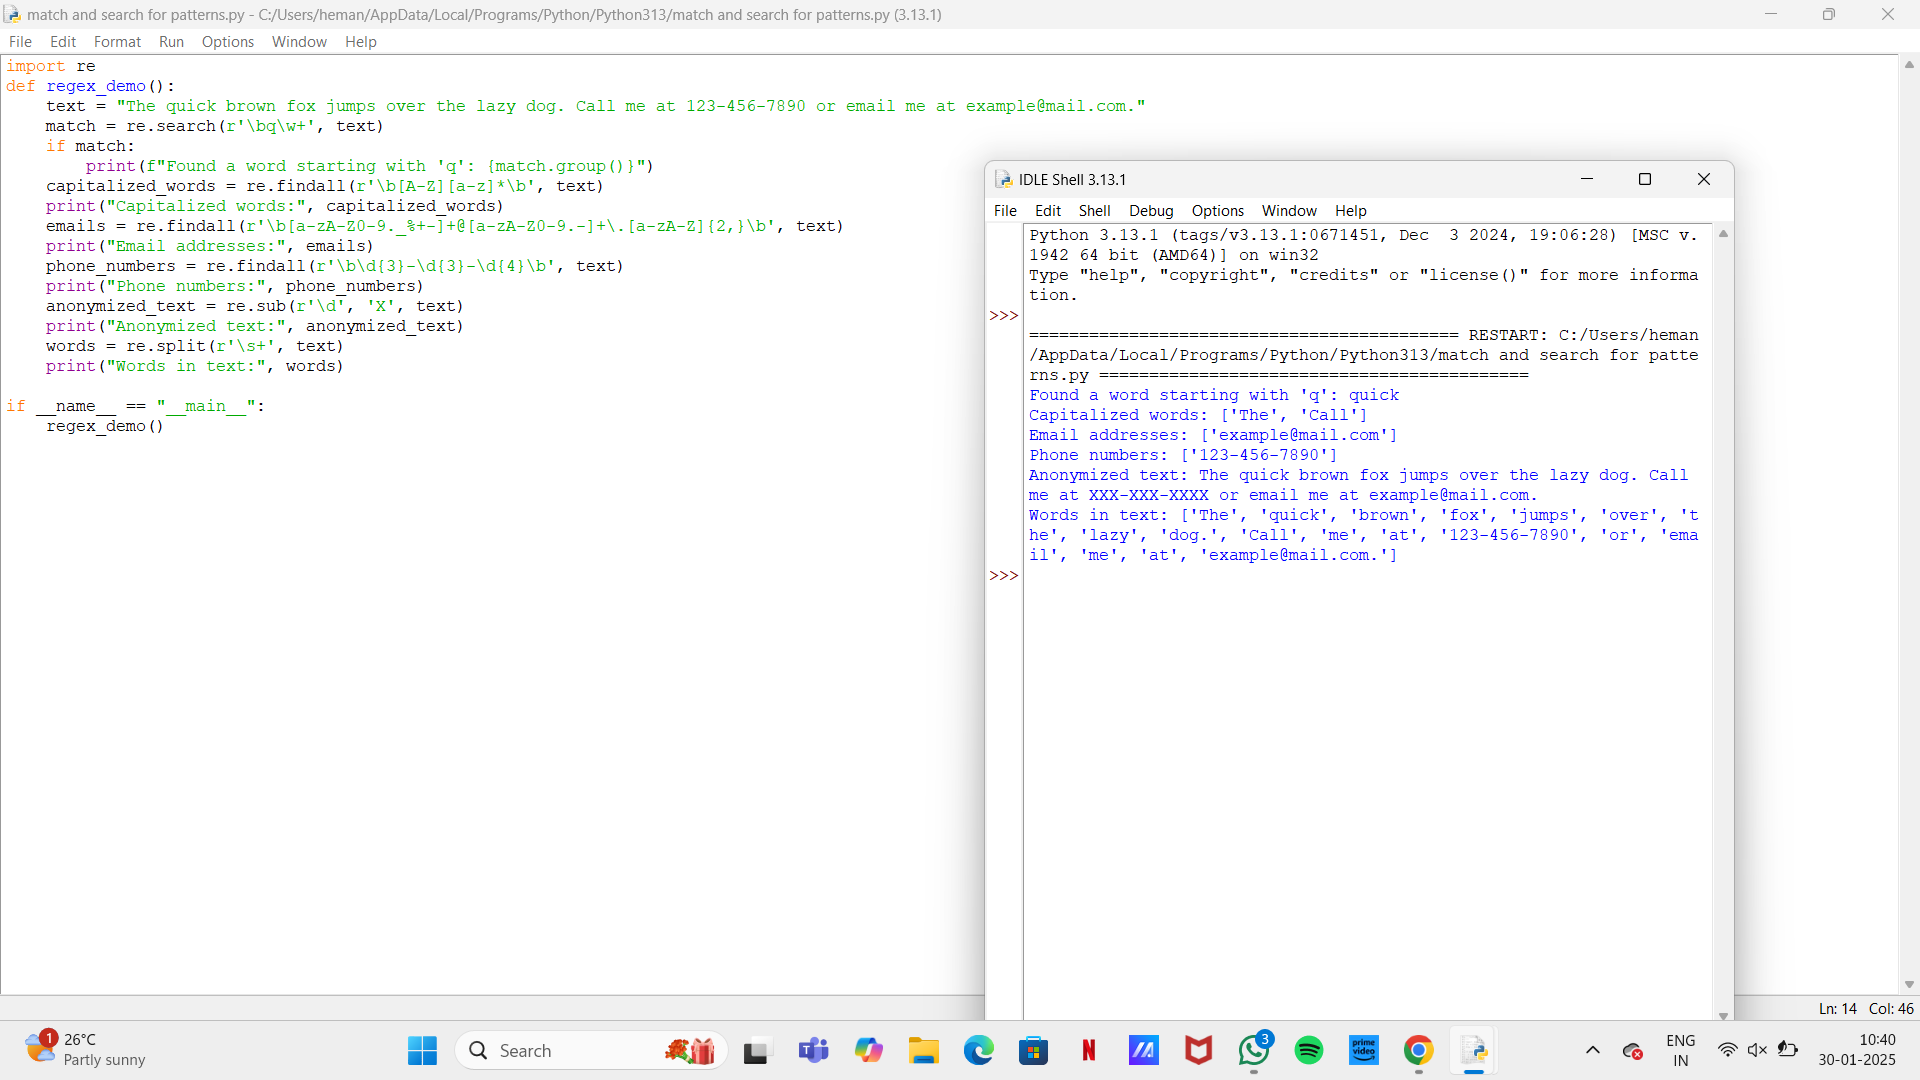 match and search for patterns.py - C:/Users/heman/AppData/Local/Programs/Python/Python313/match and search for patterns.py (3.13.1)
File Edit Format Run Options Window Help
import re
def regex_demo():
    text = "The quick brown fox jumps over the lazy dog. Call me at 123-456-7890 or email me at example@mail.com."
    match = re.search(r'\bq\w+', text)
    if match:
        print(f"Found a word starting with 'q': {match.group()}")
    capitalized_words = re.findall(r'\b[A-Z][a-z]*\b', text)
    print("Capitalized words:", capitalized_words)
    emails = re.findall(r'\b[a-zA-Z0-9._%+-]+@[a-zA-Z0-9.-]+\.[a-zA-Z]{2,}\b', text)
    print("Email addresses:", emails)
    phone_numbers = re.findall(r'\b\d{3}-\d{3}-\d{4}\b', text)
    print("Phone numbers:", phone_numbers)
    anonymized_text = re.sub(r'\d', 'X', text)
    print("Anonymized text:", anonymized_text)
    words = re.split(r'\s+', text)
    print("Words in text:", words)
if __name__ == "__main__":
    regex_demo()
IDLE Shell 3.13.1
File Edit Shell Debug Options Window Help
Python 3.13.1 (tags/v3.13.1:0671451, Dec  3 2024, 19:06:28) [MSC v.
1942 64 bit (AMD64)] on win32
Type "help", "copyright", "credits" or "license()" for more informa
tion.
>>>
=========================================== RESTART: C:/Users/heman
/AppData/Local/Programs/Python/Python313/match and search for patte
rns.py ===========================================
Found a word starting with 'q': quick
Capitalized words: ['The', 'Call']
Email addresses: ['example@mail.com']
Phone numbers: ['123-456-7890']
Anonymized text: The quick brown fox jumps over the lazy dog. Call
me at XXX-XXX-XXXX or email me at example@mail.com.
Words in text: ['The', 'quick', 'brown', 'fox', 'jumps', 'over', 't
he', 'lazy', 'dog.', 'Call', 'me', 'at', '123-456-7890', 'or', 'ema
il', 'me', 'at', 'example@mail.com.']
>>>
Ln: 14 Col: 46
1
26°C
Partly sunny
Search
3
prime video
ENG
IN
10:40
30-01-2025